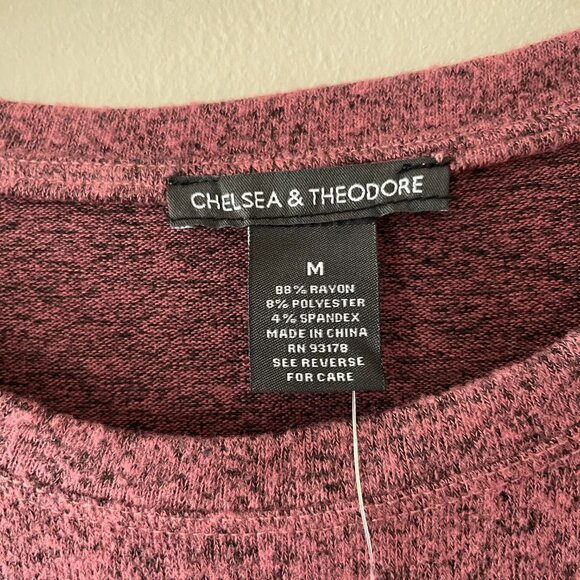 CHELSEA & THEODORE
M
88% RAYON
8% POLYESTER
4% SPANDEX
MADE IN CHINA
RN 93178
SEE REVERSE
FOR CARE